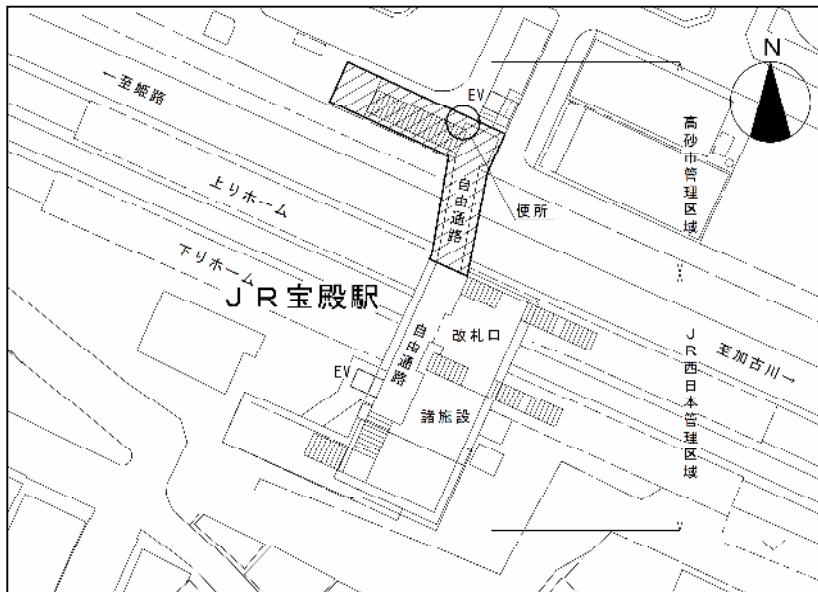 N
EV
←至姫路
高砂市管理区域
上りホーム
自由通路
便所
下りホーム
JR宝殿駅
改札口
自由通路
至加古川→
EV
諸施設
JR西日本管理区域